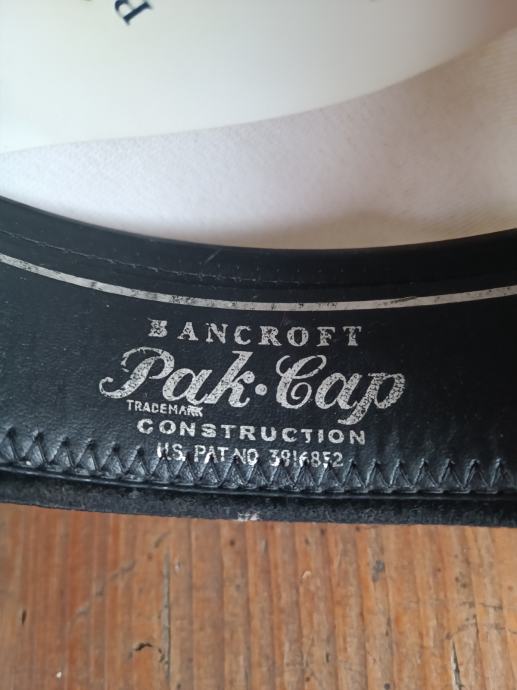 R
BANCROFT
Pak·Cap
TRADEMARK
CONSTRUCTION
U.S. PAT. NO 3916852